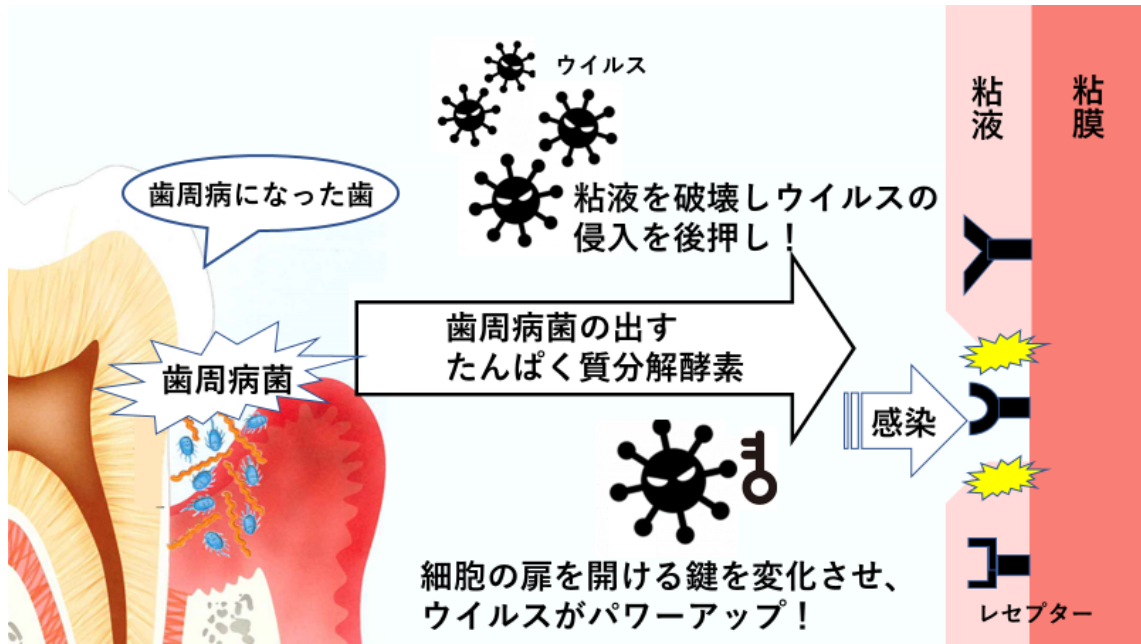 ウイルス
粘液
粘膜
歯周病になった歯
粘液を破壊しウイルスの
侵入を後押し！
歯周病菌の出す
たんぱく質分解酵素
歯周病菌
感染
細胞の扉を開ける鍵を変化させ、
ウイルスがパワーアップ！
レセプター